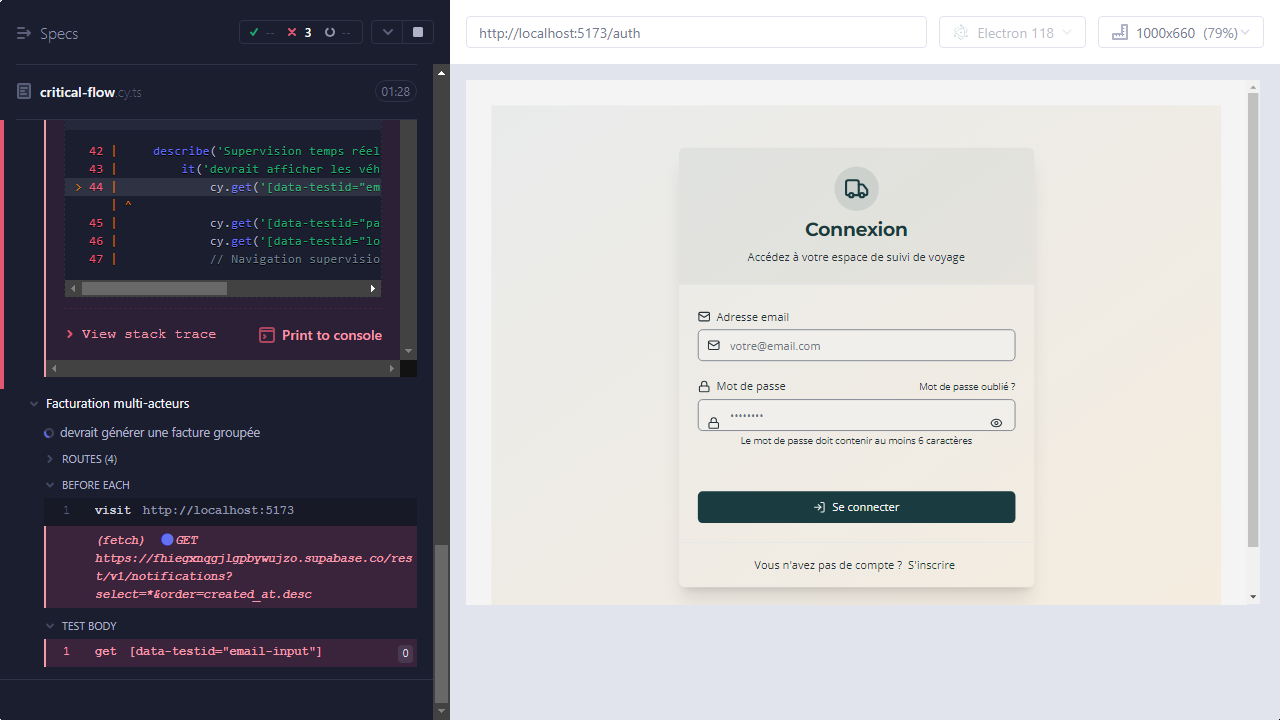 Specs
-- 3 --
critical-flow.cy.ts
01:28
42 | describe('Supervision temps réel
43 | it('devrait afficher les véh
> 44 | cy.get('[data-testid="em
| ^
45 | cy.get('[data-testid="pa
46 | cy.get('[data-testid="lo
47 | // Navigation supervisio
View stack trace
Print to console
Facturation multi-acteurs
devrait générer une facture groupée
ROUTES (4)
BEFORE EACH
1 visit http://localhost:5173
(fetch) GET
https://fhiegxnqgjlgpbywujzo.supabase.co/res
t/v1/notifications?
select=*&order=created_at.desc
TEST BODY
1 get [data-testid="email-input"] 0
http://localhost:5173/auth
Electron 118
1000x660 (79%)
Connexion
Accédez à votre espace de suivi de voyage
Adresse email
votre@email.com
Mot de passe
Mot de passe oublié ?
••••••••
Le mot de passe doit contenir au moins 6 caractères
Se connecter
Vous n'avez pas de compte ? S'inscrire